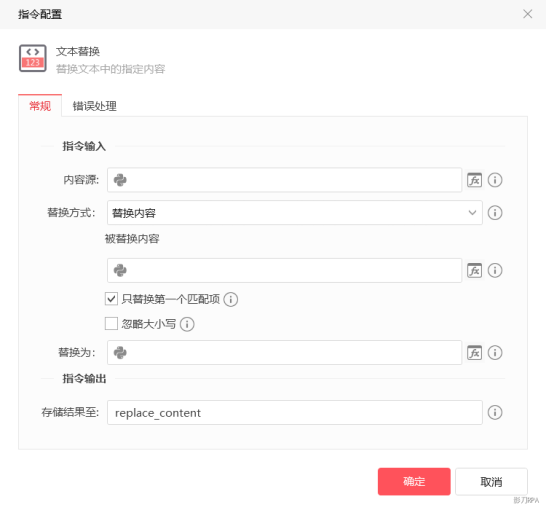 指令配置
123
文本替换
替换文本中的指定内容
常规 错误处理
指令输入
内容源:
fx
替换方式:
替换内容
被替换内容
fx
只替换第一个匹配项
忽略大小写
替换为:
fx
指令输出
存储结果至:
replace_content
确定 取消
影刀RPA